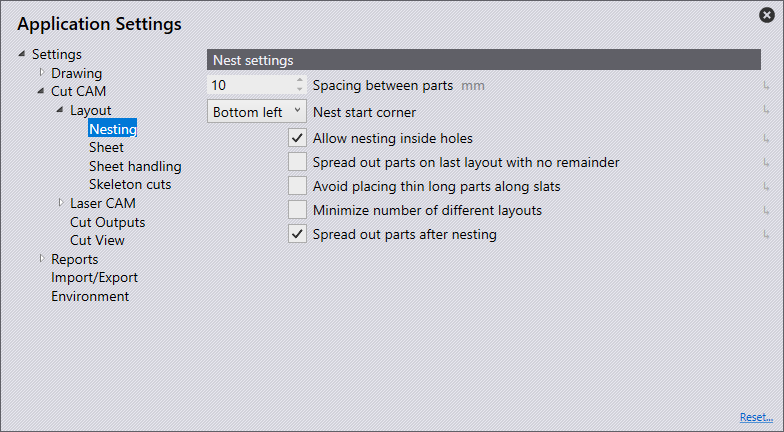 Application Settings
Settings
Drawing
Cut CAM
Layout
Nesting
Sheet
Sheet handling
Skeleton cuts
Laser CAM
Cut Outputs
Cut View
Reports
Import/Export
Environment
Nest settings
10 Spacing between parts mm
Bottom left Nest start corner
Allow nesting inside holes
Spread out parts on last layout with no remainder
Avoid placing thin long parts along slats
Minimize number of different layouts
Spread out parts after nesting
Reset...